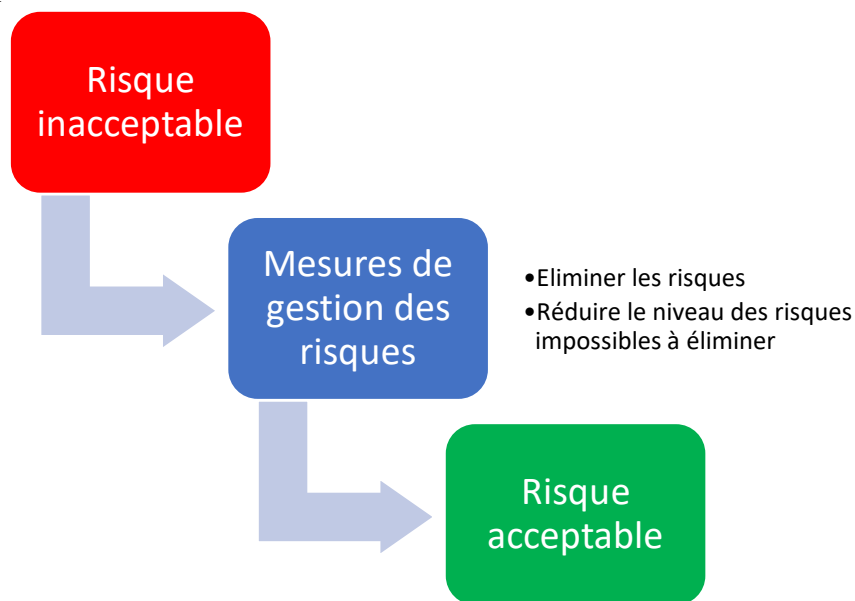 Risque
inacceptable
Mesures de
gestion des
risques
•Eliminer les risques
•Réduire le niveau des risques
impossibles à éliminer
Risque
acceptable